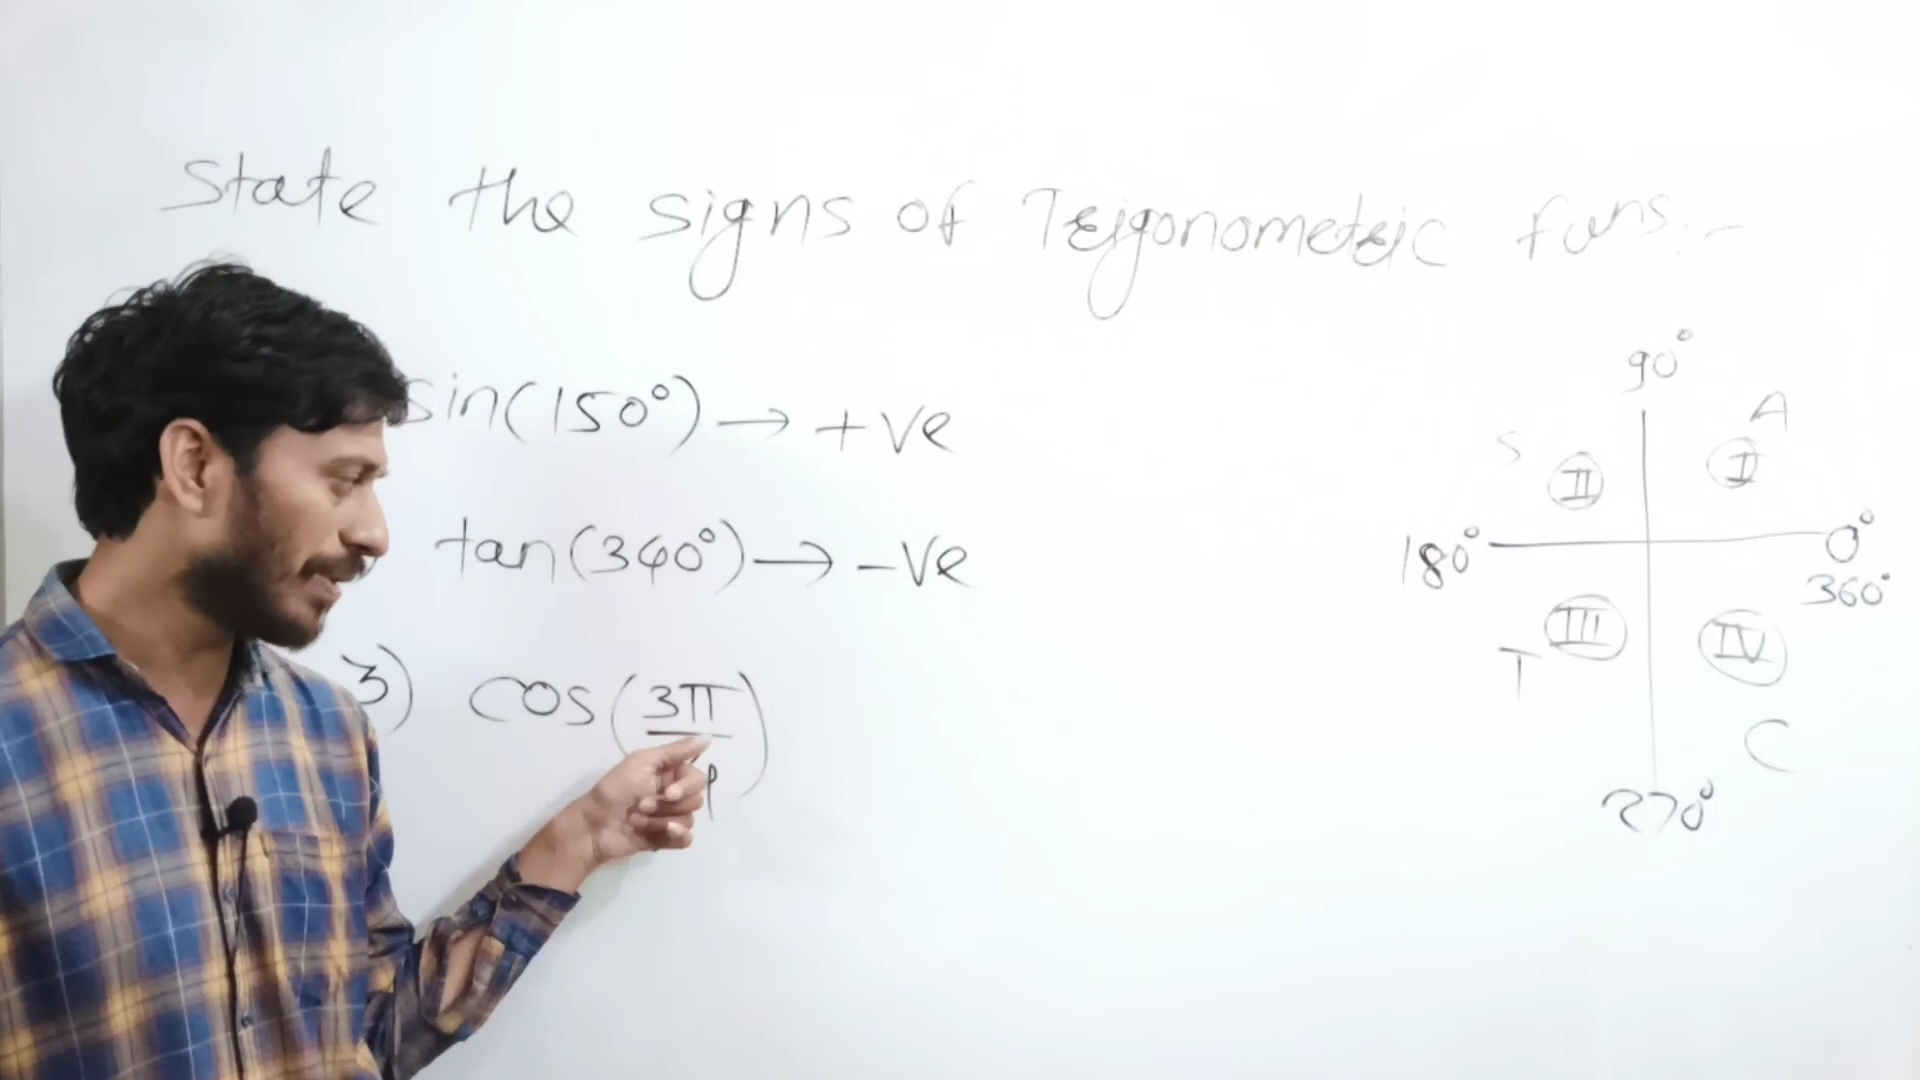 State the signs of Trigonometric funs:-
sin(150°) → +ve
tan(340°) → -ve
3) cos(3π
90°
A
S
II
I
180°
0°
360°
III
IV
T
C
270°